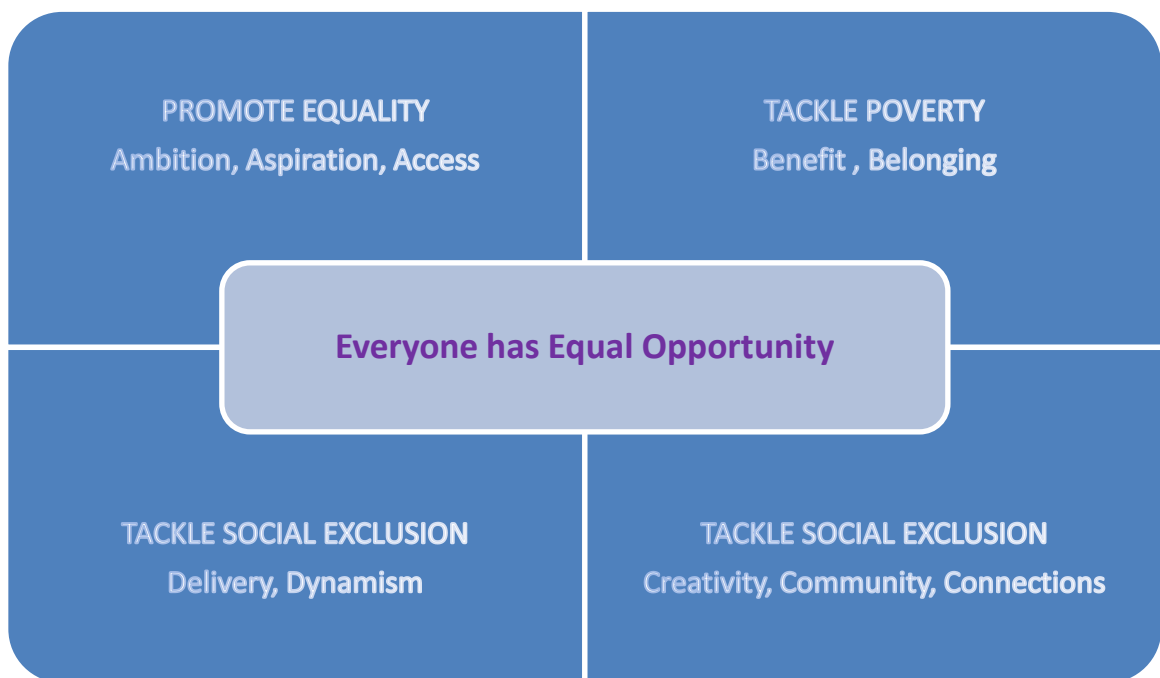 PROMOTE EQUALITY
Ambition, Aspiration, Access
TACKLE POVERTY
Benefit , Belonging
Everyone has Equal Opportunity
TACKLE SOCIAL EXCLUSION
Delivery, Dynamism
TACKLE SOCIAL EXCLUSION
Creativity, Community, Connections